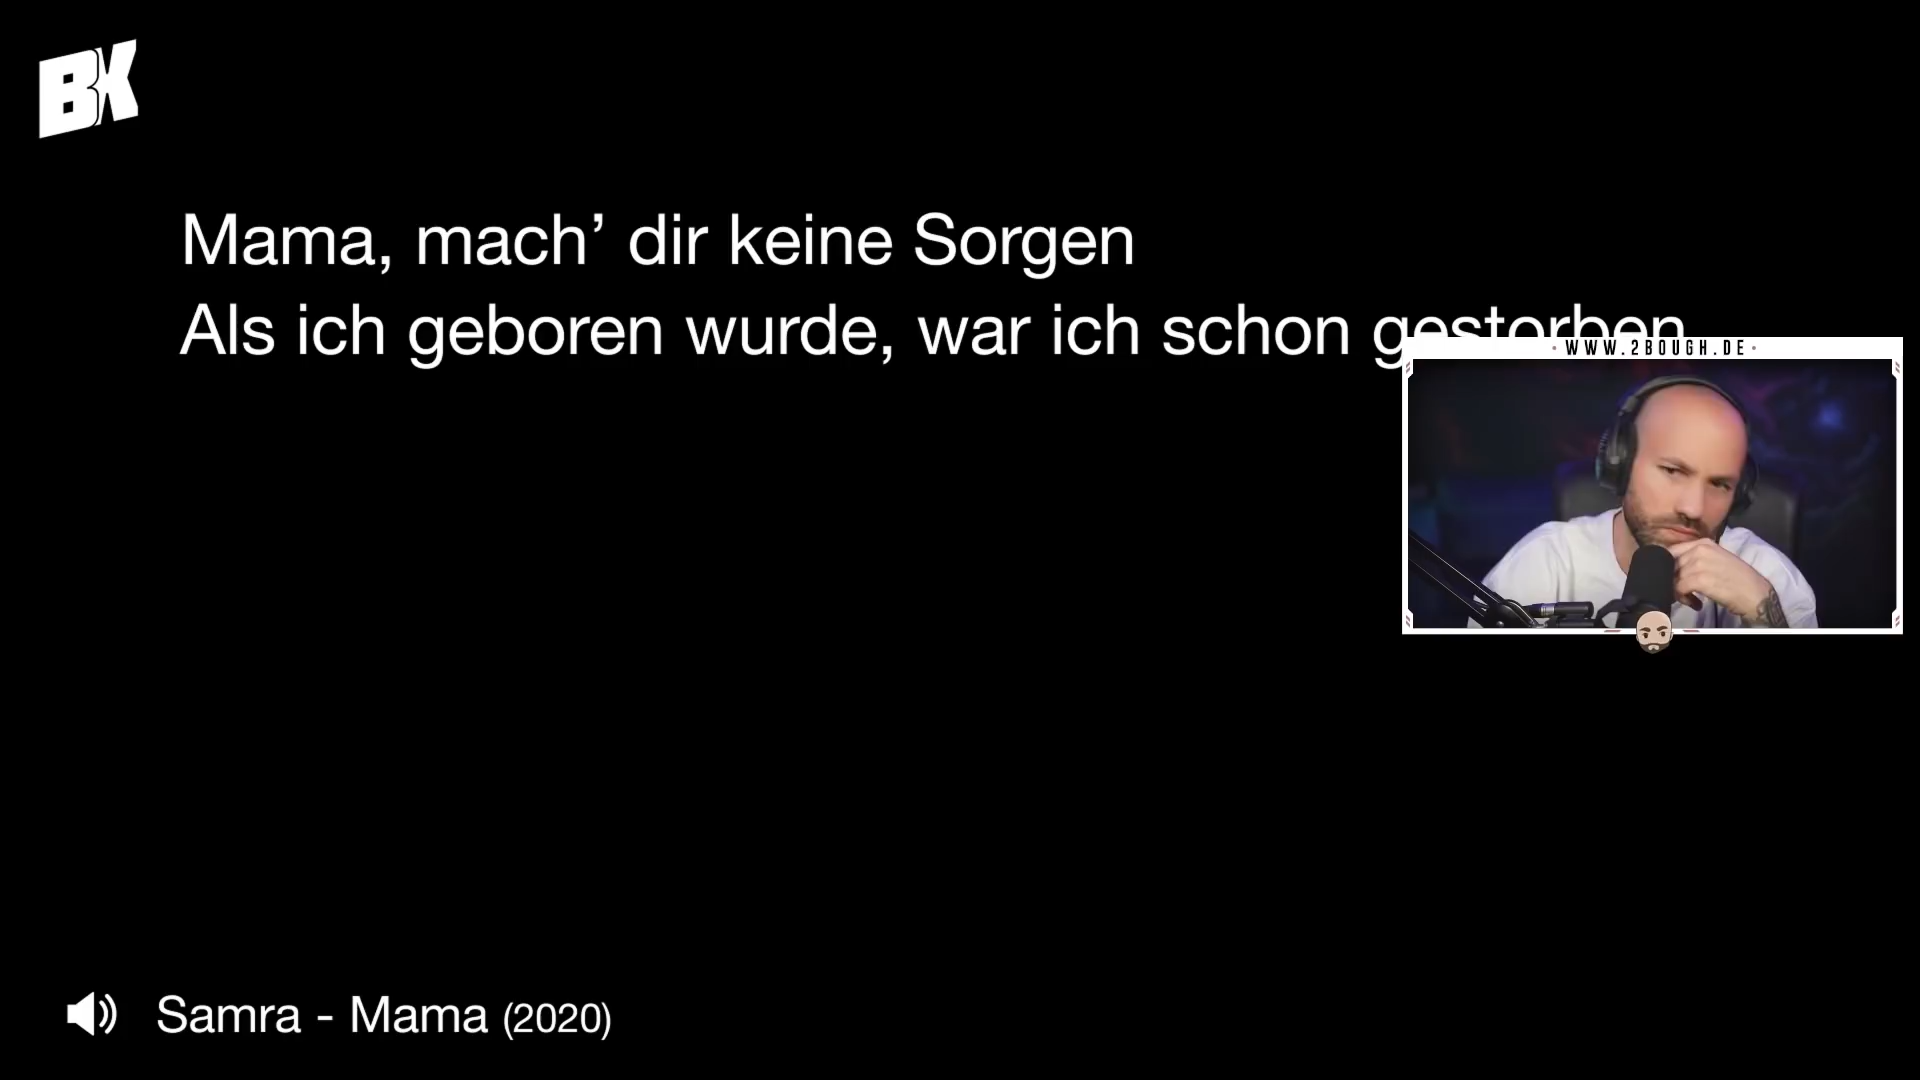 BK
Mama, mach’ dir keine Sorgen
Als ich geboren wurde, war ich schon gestorben
WWW.2BOUGH.DE
Samra - Mama (2020)